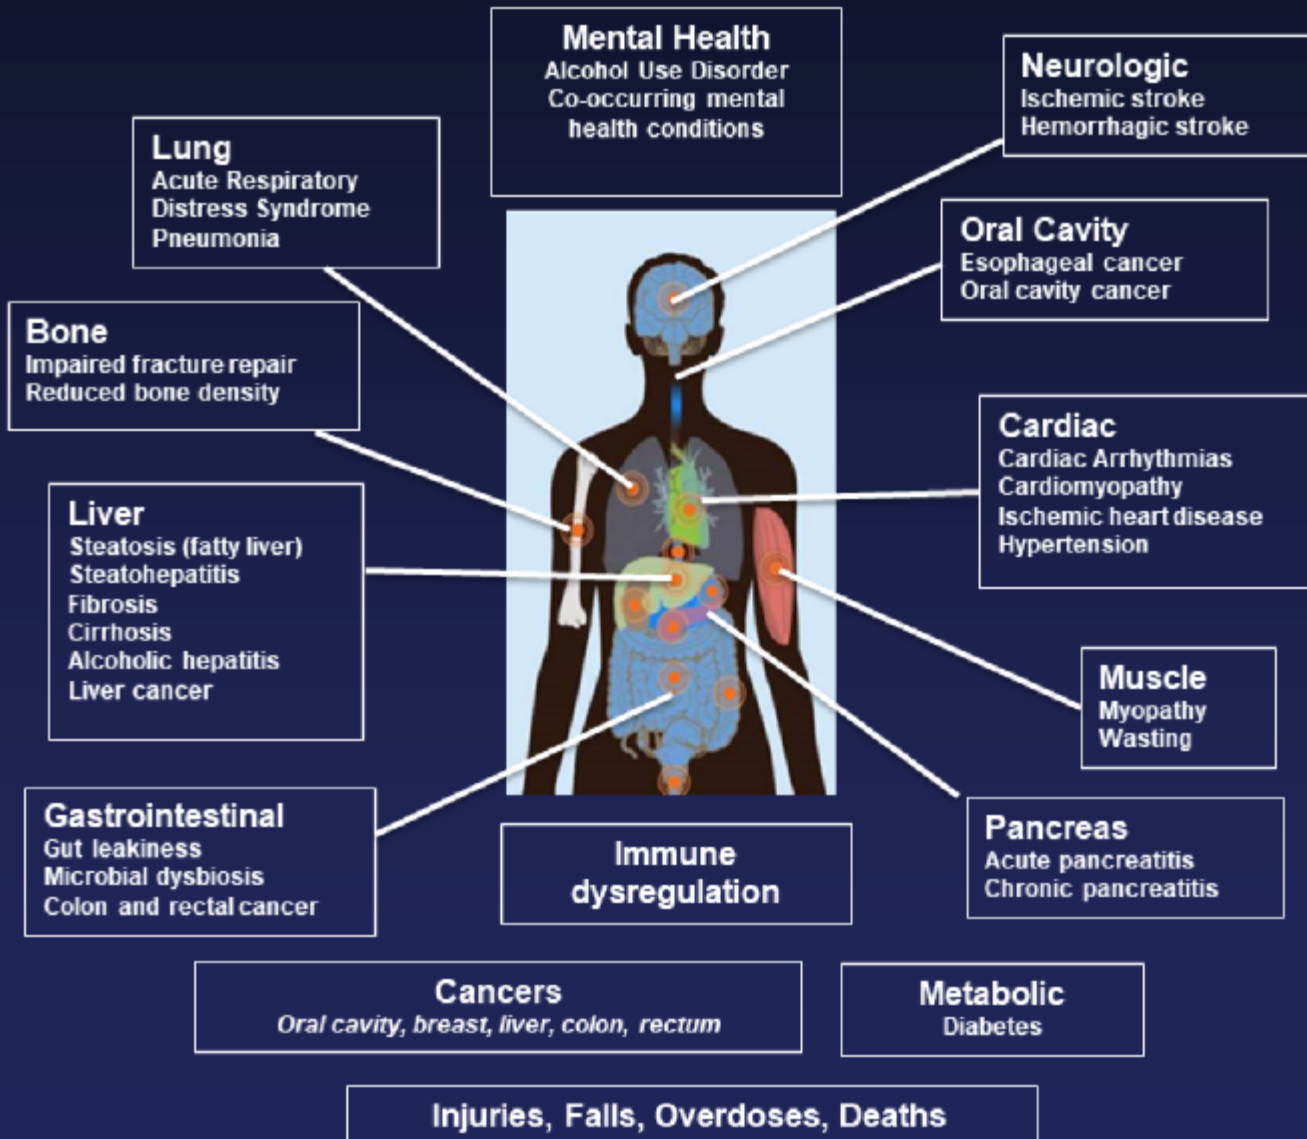 Mental Health
Alcohol Use Disorder
Co-occurring mental
health conditions
Neurologic
Ischemic stroke
Hemorrhagic stroke
Lung
Acute Respiratory
Distress Syndrome
Pneumonia
Oral Cavity
Esophageal cancer
Oral cavity cancer
Bone
Impaired fracture repair
Reduced bone density
Cardiac
Cardiac Arrhythmias
Cardiomyopathy
Ischemic heart disease
Hypertension
Liver
Steatosis (fatty liver)
Steatohepatitis
Fibrosis
Cirrhosis
Alcoholic hepatitis
Liver cancer
Muscle
Myopathy
Wasting
Gastrointestinal
Gut leakiness
Microbial dysbiosis
Colon and rectal cancer
Immune
dysregulation
Pancreas
Acute pancreatitis
Chronic pancreatitis
Cancers
Oral cavity, breast, liver, colon, rectum
Metabolic
Diabetes
Injuries, Falls, Overdoses, Deaths